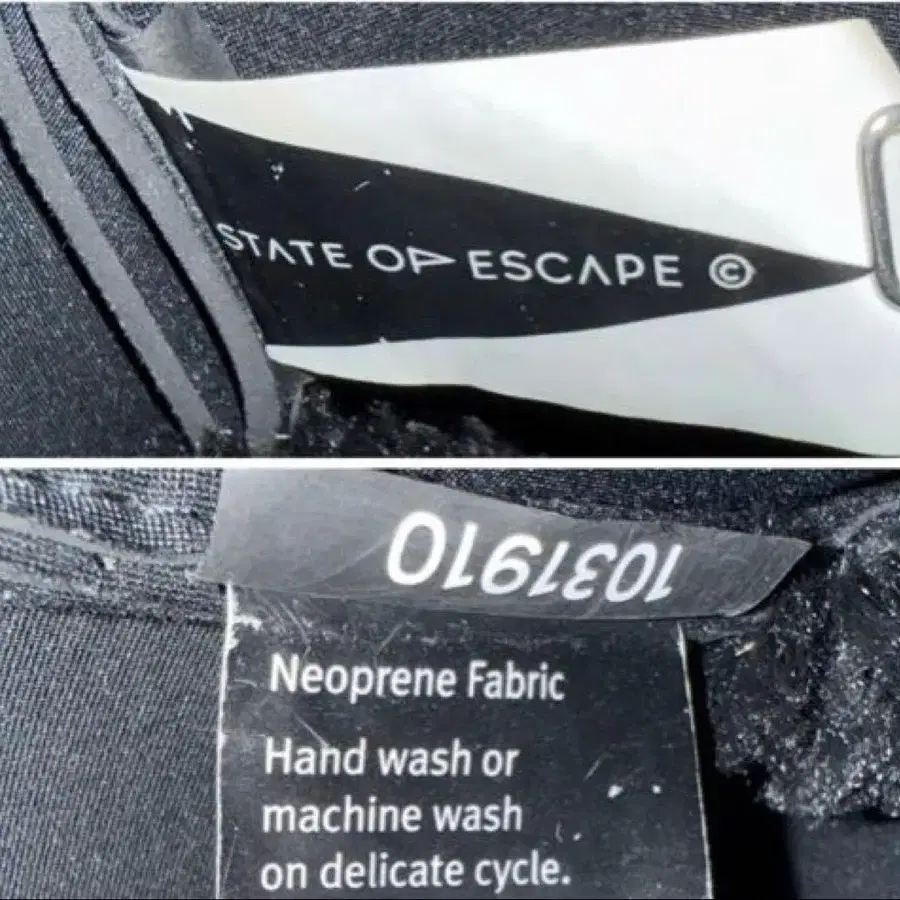 STATE OF ESCAPE ©
1031910
Neoprene Fabric
Hand wash or
machine wash
on delicate cycle.